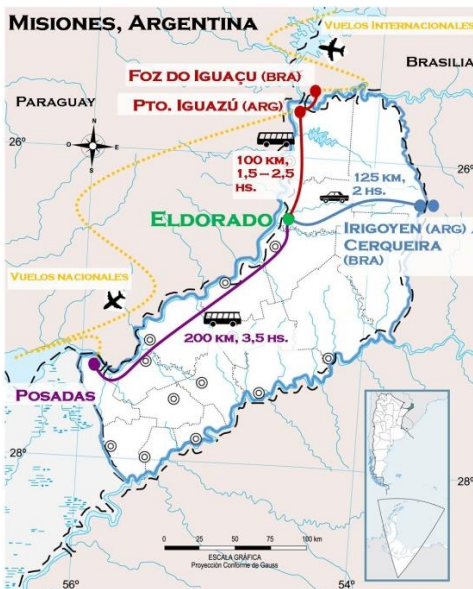 MISIONES, ARGENTINA
VUELOS INTERNACIONALES
FOZ DO IGUAÇU (BRA)
BRASILIA
PTO. IGUAZÚ (ARG)
PARAGUAY
N
O
E
S
26°
26°
100 KM,
1,5 – 2,5
HS.
125 KM,
2 HS.
ELDORADO
IRIGOYEN (ARG) /
CERQUEIRA
(BRA)
VUELOS NACIONALES
200 KM, 3,5 HS.
POSADAS
28°
28°
0 25 50 75 100 km
ESCALA GRÁFICA
Proyección Conforme de Gauss
56°
54°